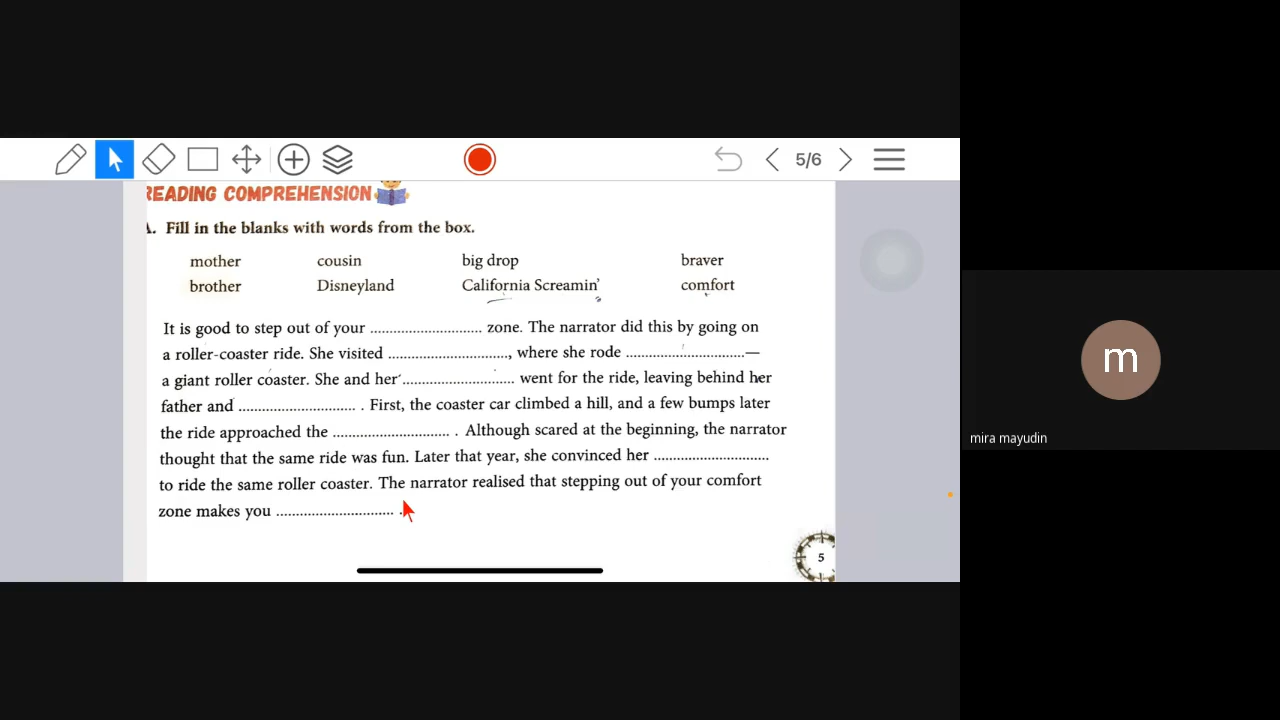 5/6
READING COMPREHENSION
A. Fill in the blanks with words from the box.
mother cousin big drop braver
brother Disneyland California Screamin' comfort
It is good to step out of your ............................ zone. The narrator did this by going on
a roller-coaster ride. She visited .............................., where she rode ..............................—
a giant roller coaster. She and her ............................ went for the ride, leaving behind her
father and ............................. . First, the coaster car climbed a hill, and a few bumps later
the ride approached the ............................. . Although scared at the beginning, the narrator
thought that the same ride was fun. Later that year, she convinced her .............................
to ride the same roller coaster. The narrator realised that stepping out of your comfort
zone makes you ............................. .
5
m
mira mayudin